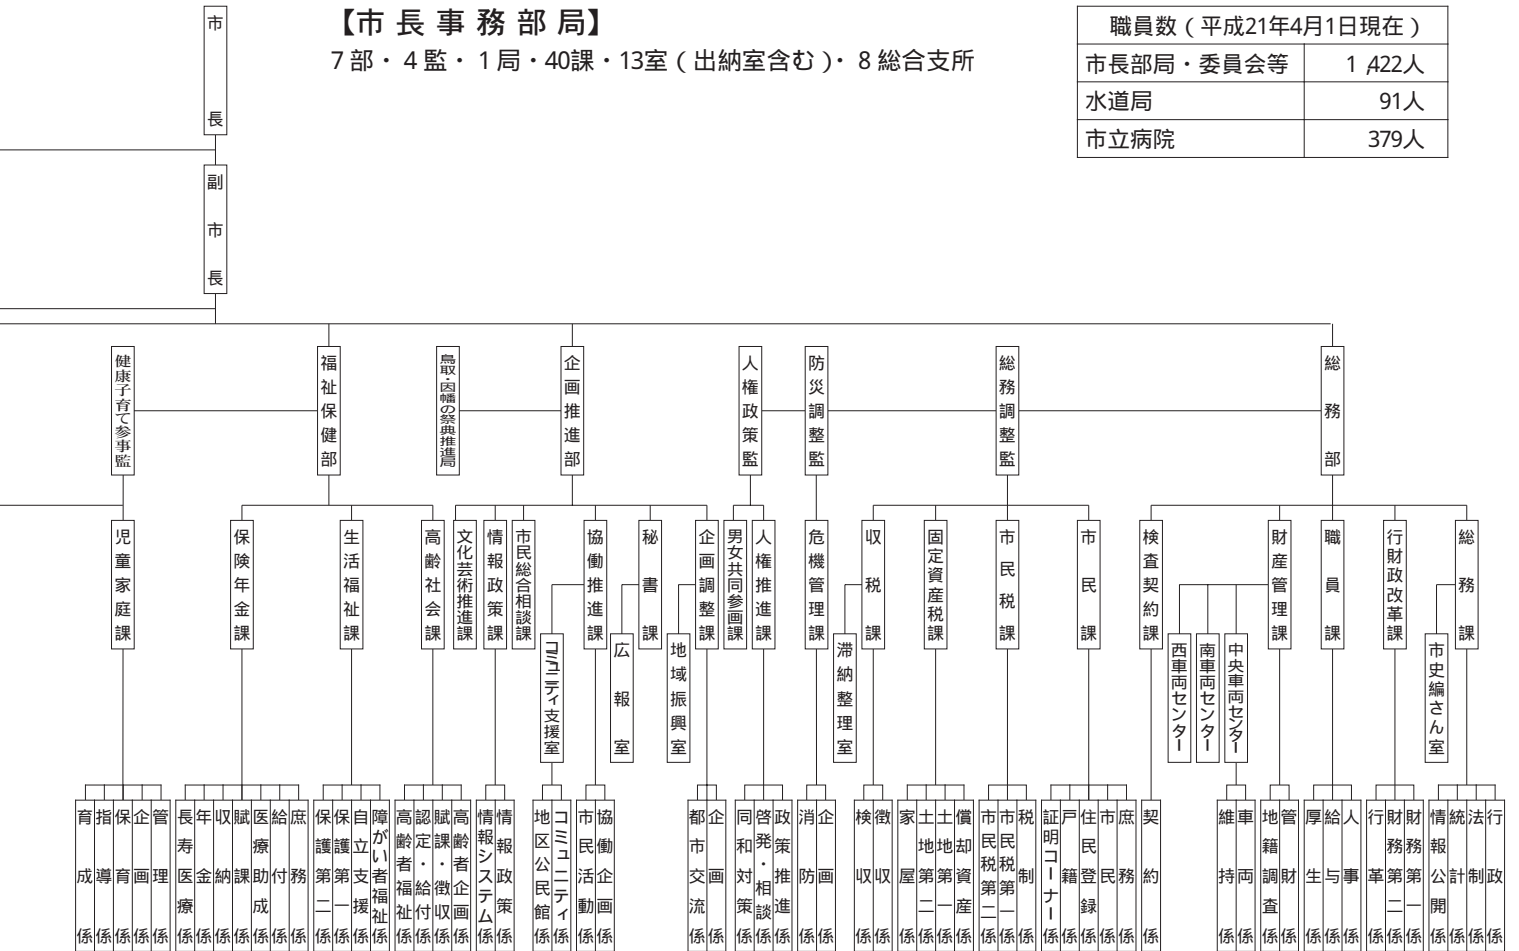 【市長事務部局】
7部・4監・1局・40課・13室(出納室含む)・8総合支所
職員数(平成21年4月1日現在)
市長部局・委員会等 1,422人
水道局 91人
市立病院 379人
市長
副市長
総務部
総務調整監
防災調整監
人権政策監
企画推進部
鳥取・因幡の祭典推進局
福祉保健部
健康子育て参事監
総務課
行財政改革課
職員課
財産管理課
検査契約課
市民課
市民税課
固定資産税課
収税課
危機管理課
人権推進課
男女共同参画課
企画調整課
秘書課
協働推進課
市民総合相談課
情報政策課
文化芸術推進課
高齢社会課
生活福祉課
保険年金課
児童家庭課
市史編さん室
中央車両センター
南車両センター
西車両センター
滞納整理室
地域振興室
広報室
コミュニティ支援室
行政係
法制係
統計係
情報公開係
財務第一係
財務第二係
行革係
人事係
給与係
厚生係
管財係
地籍調査係
車両係
維持係
契約係
庶務係
市民係
住民登録係
戸籍係
証明コーナー係
税制係
市民税第一係
市民税第二係
償却資産係
土地第一係
土地第二係
家屋係
徴収係
検収係
企画係
消防係
政策推進係
啓発・相談係
同和対策係
企画係
都市交流係
協働企画係
市民活動係
コミュニティ係
地区公民館係
情報政策係
情報システム係
高齢者企画係
賦課・徴収係
認定・給付係
高齢者福祉係
障がい者福祉係
自立支援係
保護第一係
保護第二係
庶務係
給付係
医療助成係
賦課係
収納係
年金係
長寿医療係
管理係
企画係
保育係
指導係
育成係